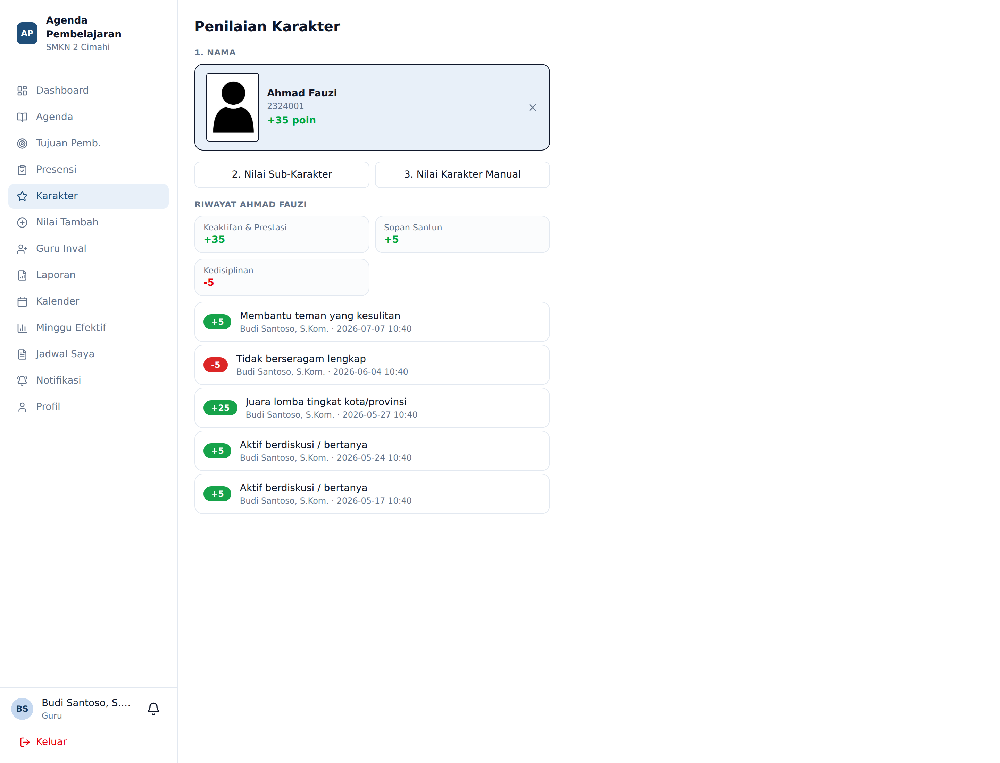 AP
Agenda
Pembelajaran
SMKN 2 Cimahi
Dashboard
Agenda
Tujuan Pemb.
Presensi
Karakter
Nilai Tambah
Guru Inval
Laporan
Kalender
Minggu Efektif
Jadwal Saya
Notifikasi
Profil
BS
Budi Santoso, S....
Guru
Keluar
Penilaian Karakter
1. NAMA
Ahmad Fauzi
2324001
+35 poin
2. Nilai Sub-Karakter
3. Nilai Karakter Manual
RIWAYAT AHMAD FAUZI
Keaktifan & Prestasi
+35
Sopan Santun
+5
Kedisiplinan
-5
+5
Membantu teman yang kesulitan
Budi Santoso, S.Kom. · 2026-07-07 10:40
-5
Tidak berseragam lengkap
Budi Santoso, S.Kom. · 2026-06-04 10:40
+25
Juara lomba tingkat kota/provinsi
Budi Santoso, S.Kom. · 2026-05-27 10:40
+5
Aktif berdiskusi / bertanya
Budi Santoso, S.Kom. · 2026-05-24 10:40
+5
Aktif berdiskusi / bertanya
Budi Santoso, S.Kom. · 2026-05-17 10:40